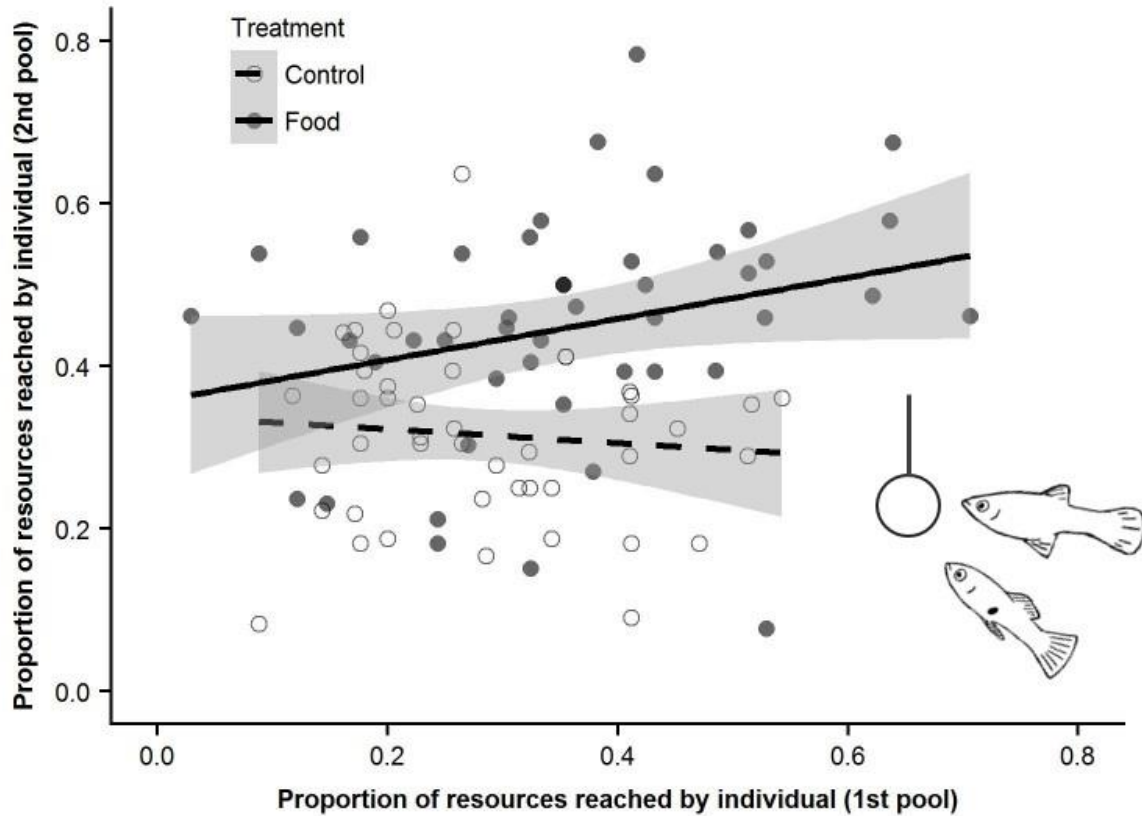 Treatment
Control
Food
Proportion of resources reached by individual (2nd pool)
0.8
0.6
0.4
0.2
0.0
0.0 0.2 0.4 0.6 0.8
Proportion of resources reached by individual (1st pool)